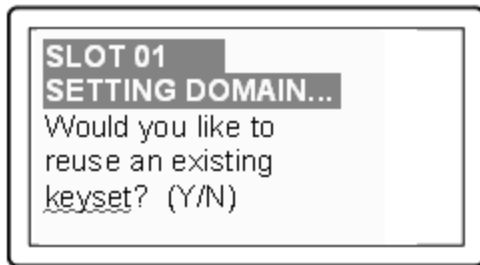 SLOT 01
SETTING DOMAIN...
Would you like to
reuse an existing
keyset? (Y/N)